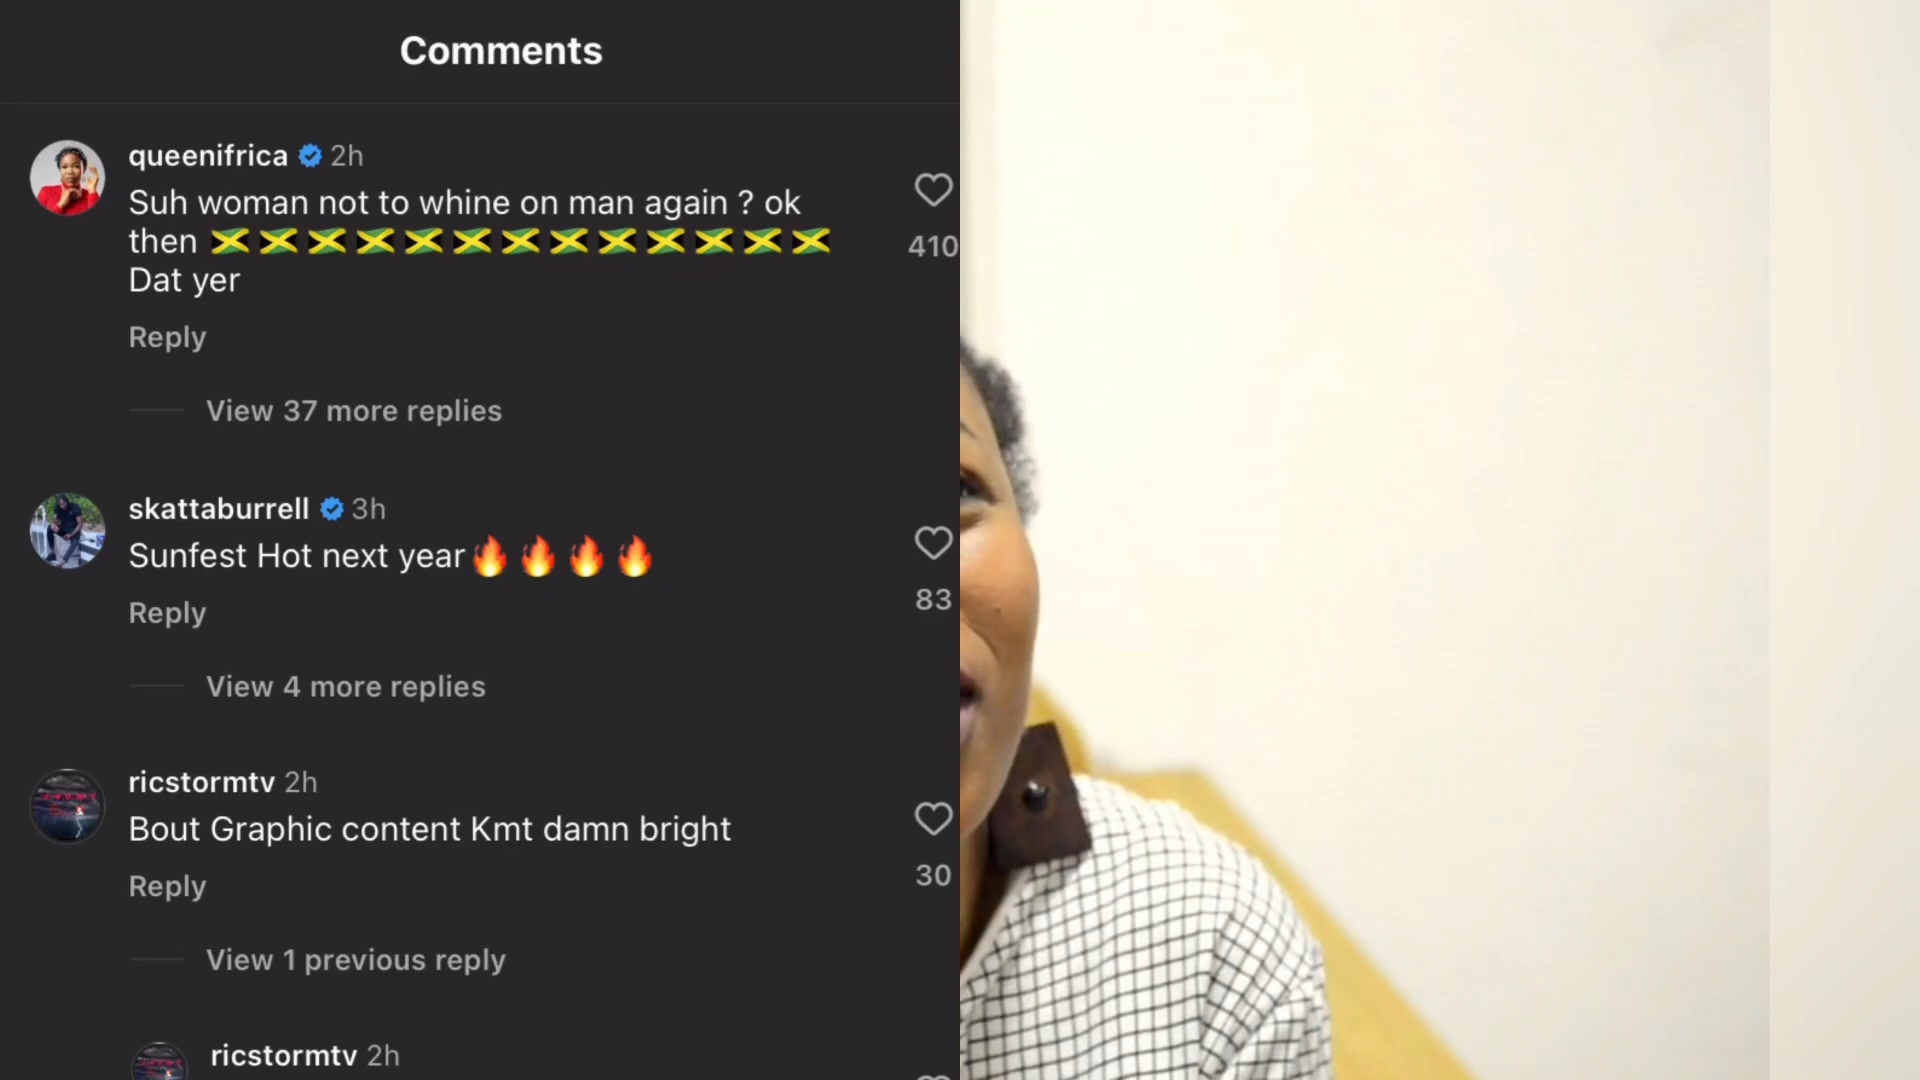 Comments
queenifrica 2h
Suh woman not to whine on man again ? ok
then 🇯🇲🇯🇲🇯🇲🇯🇲🇯🇲🇯🇲🇯🇲🇯🇲🇯🇲🇯🇲🇯🇲🇯🇲🇯🇲
Dat yer
410
Reply
View 37 more replies
skattaburrell 3h
Sunfest Hot next year🔥🔥🔥🔥
83
Reply
View 4 more replies
ricstormtv 2h
Bout Graphic content Kmt damn bright
30
Reply
View 1 previous reply
ricstormtv 2h